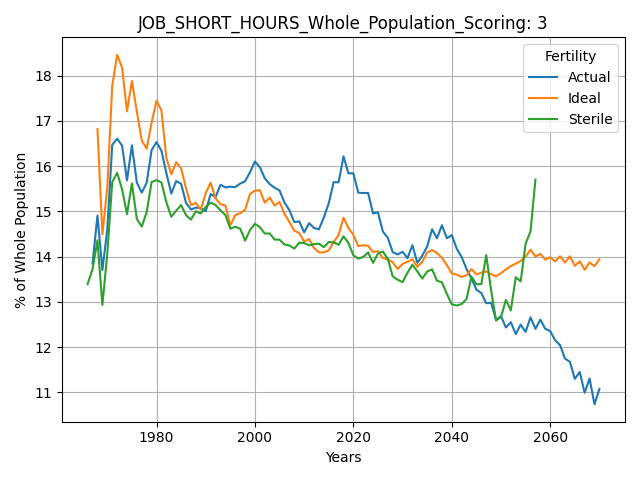 JOB_SHORT_HOURS_Whole_Population_Scoring: 3
Fertility
Actual
Ideal
Sterile
% of Whole Population
18
17
16
15
14
13
12
11
1980 2000 2020 2040 2060
Years